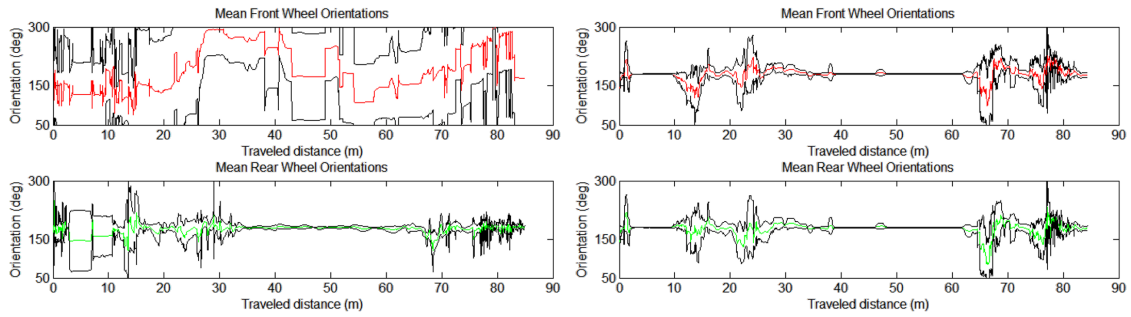 Mean Front Wheel Orientations
Orientation (deg)
300
150
50
0 10 20 30 40 50 60 70 80 90
Traveled distance (m)
Mean Rear Wheel Orientations
Orientation (deg)
300
150
50
0 10 20 30 40 50 60 70 80 90
Traveled distance (m)
Mean Front Wheel Orientations
Orientation (deg)
300
150
50
0 10 20 30 40 50 60 70 80 90
Traveled distance (m)
Mean Rear Wheel Orientations
Orientation (deg)
300
150
50
0 10 20 30 40 50 60 70 80 90
Traveled distance (m)